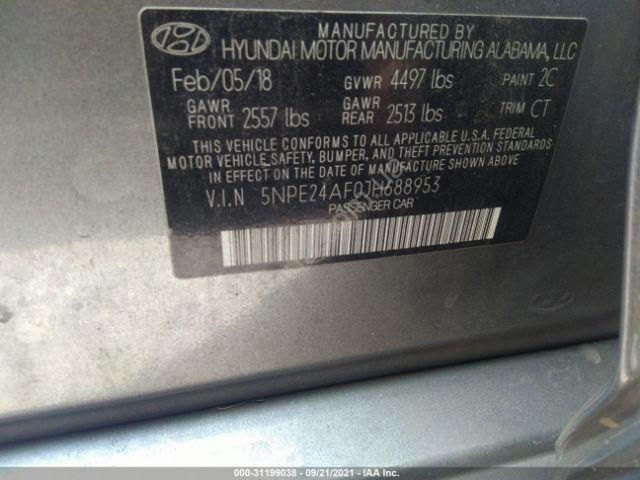 MANUFACTURED BY
HYUNDAI MOTOR MANUFACTURING ALABAMA, LLC
Feb/05/18 GVWR 4497 lbs PAINT 2C
GAWR FRONT 2557 lbs GAWR REAR 2513 lbs TRIM CT
THIS VEHICLE CONFORMS TO ALL APPLICABLE U.S.A. FEDERAL
MOTOR VEHICLE SAFETY, BUMPER, AND THEFT PREVENTION STANDARDS
IN EFFECT ON THE DATE OF MANUFACTURE SHOWN ABOVE.
V.I.N 5NPE24AF0JH688953
PASSENGER CAR
000-31199038 - 09/21/2021 - IAA Inc.